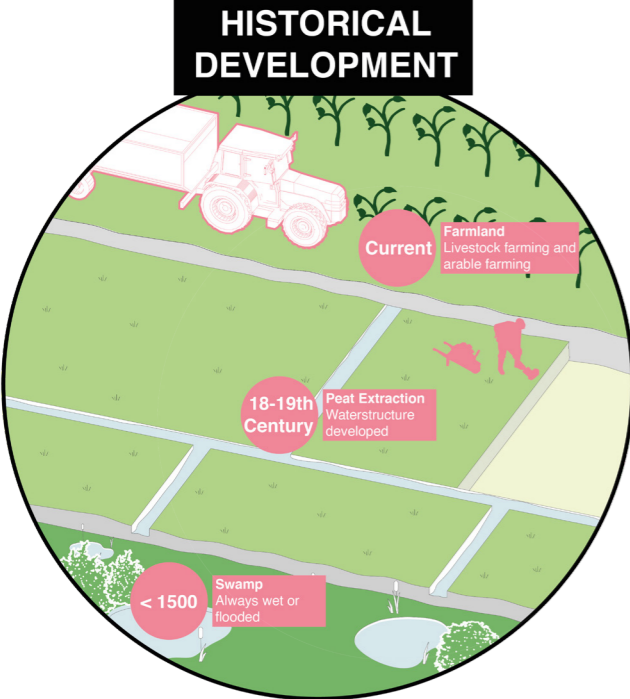 HISTORICAL
DEVELOPMENT
Current
Farmland
Livestock farming and
arable farming
18-19th
Century
Peat Extraction
Waterstructure
developed
< 1500
Swamp
Always wet or
flooded